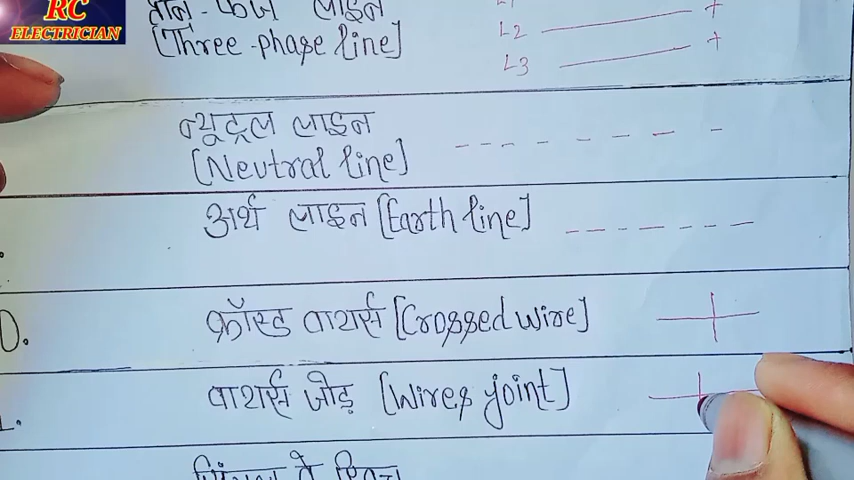 RC
ELECTRICIAN
लाइन
[Three-phase line]
L2 +
L3 +
न्यूट्रल लाइन
[Neutral line]
अर्थ लाइन [Earth line]
0.
क्रॉस्ड वायर्स [Crossed wire]
वायर्स जोड़ [Wires joint]